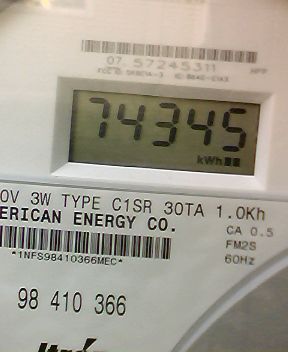 07 57245311
74345
kWh
0V 3W TYPE C1SR 30TA 1.0Kh
ERICAN ENERGY CO.
CA 0.5
FM2S
*1NFS98410366MEC*
60Hz
98 410 366
Itron